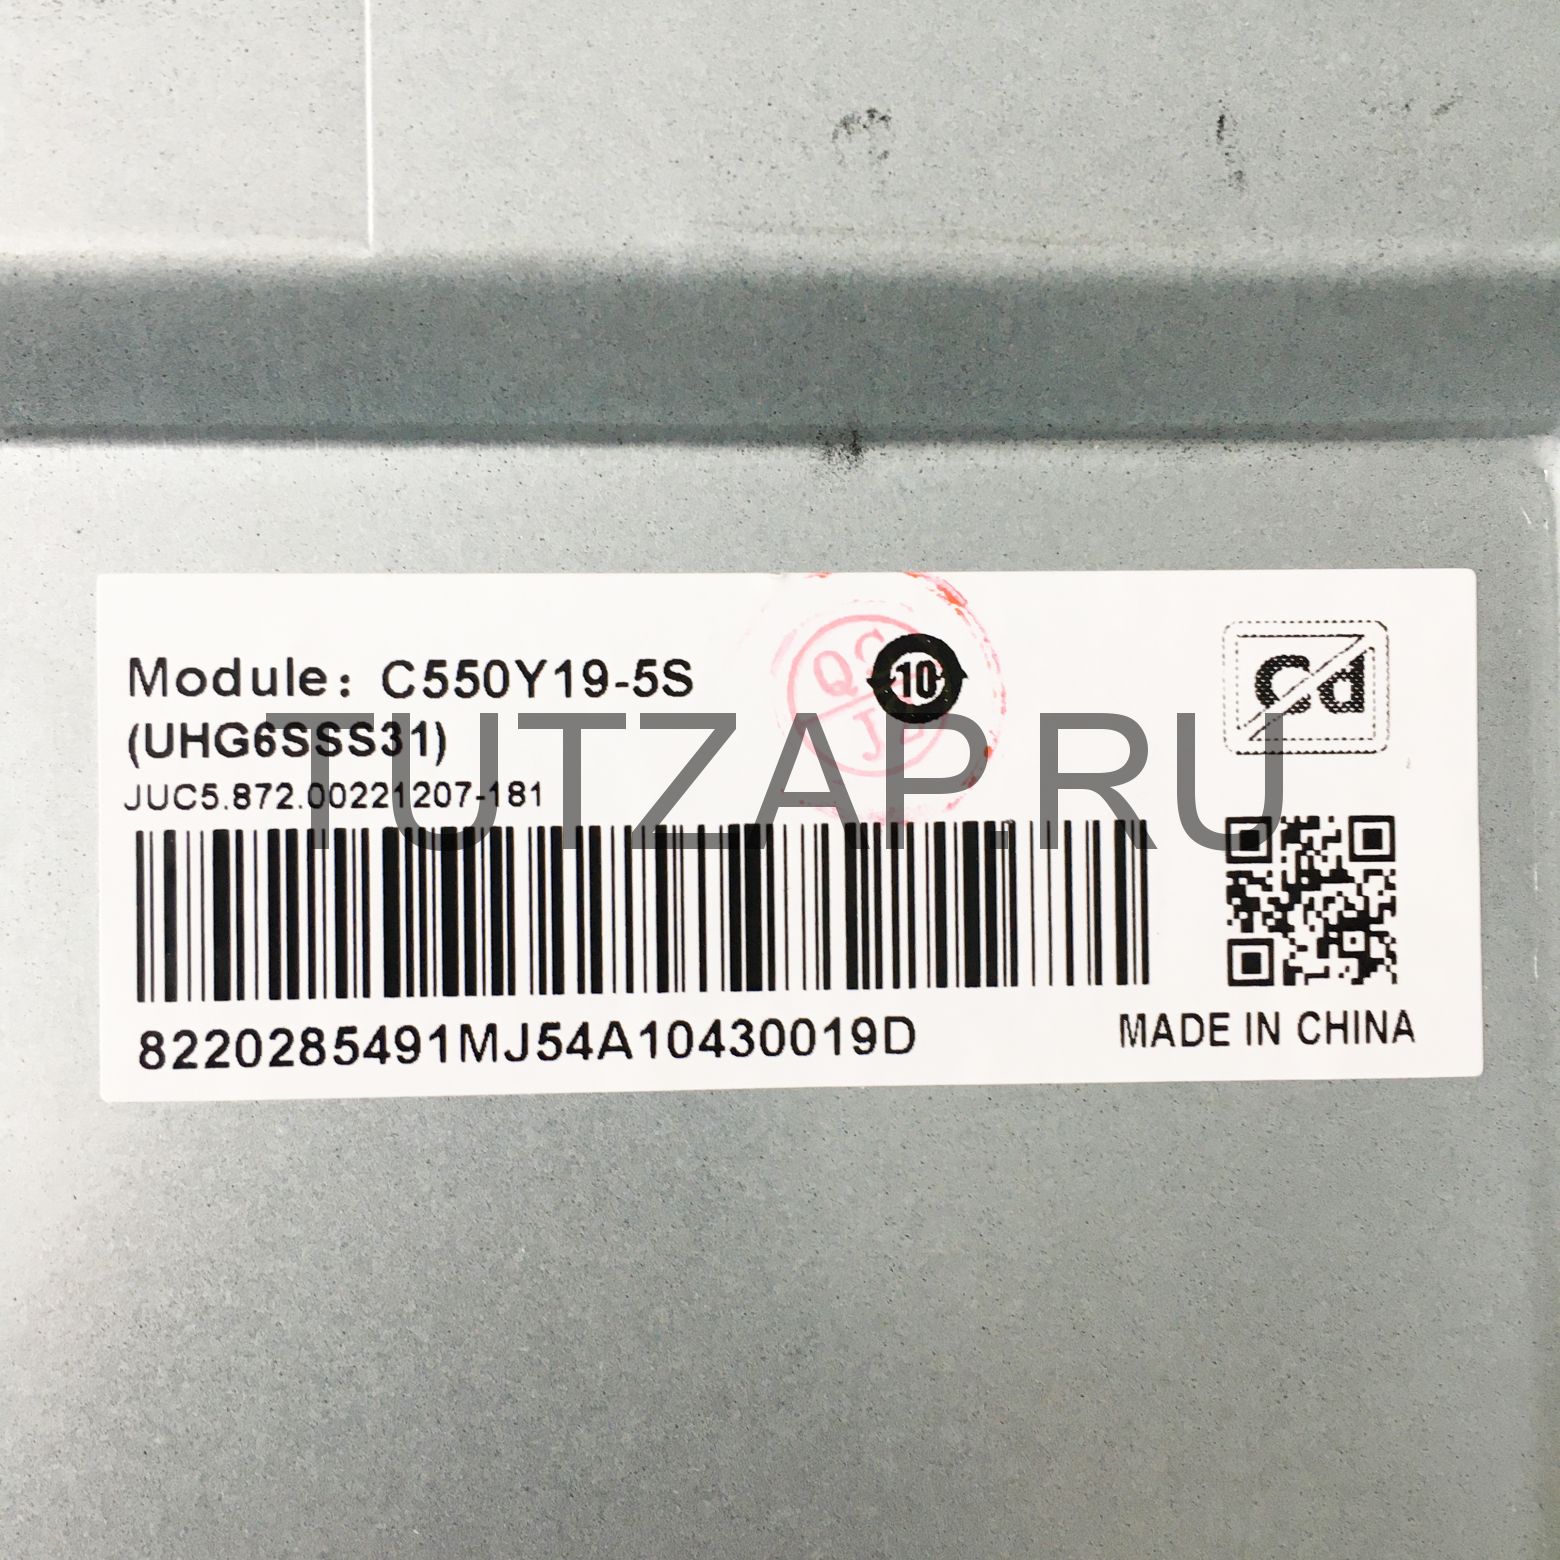 Module: C550Y19-5S
(UHG6SSS31)
JUC5.872.00221207-181
10
Cd
TUTZAP.RU
8220285491MJ54A10430019D
MADE IN CHINA